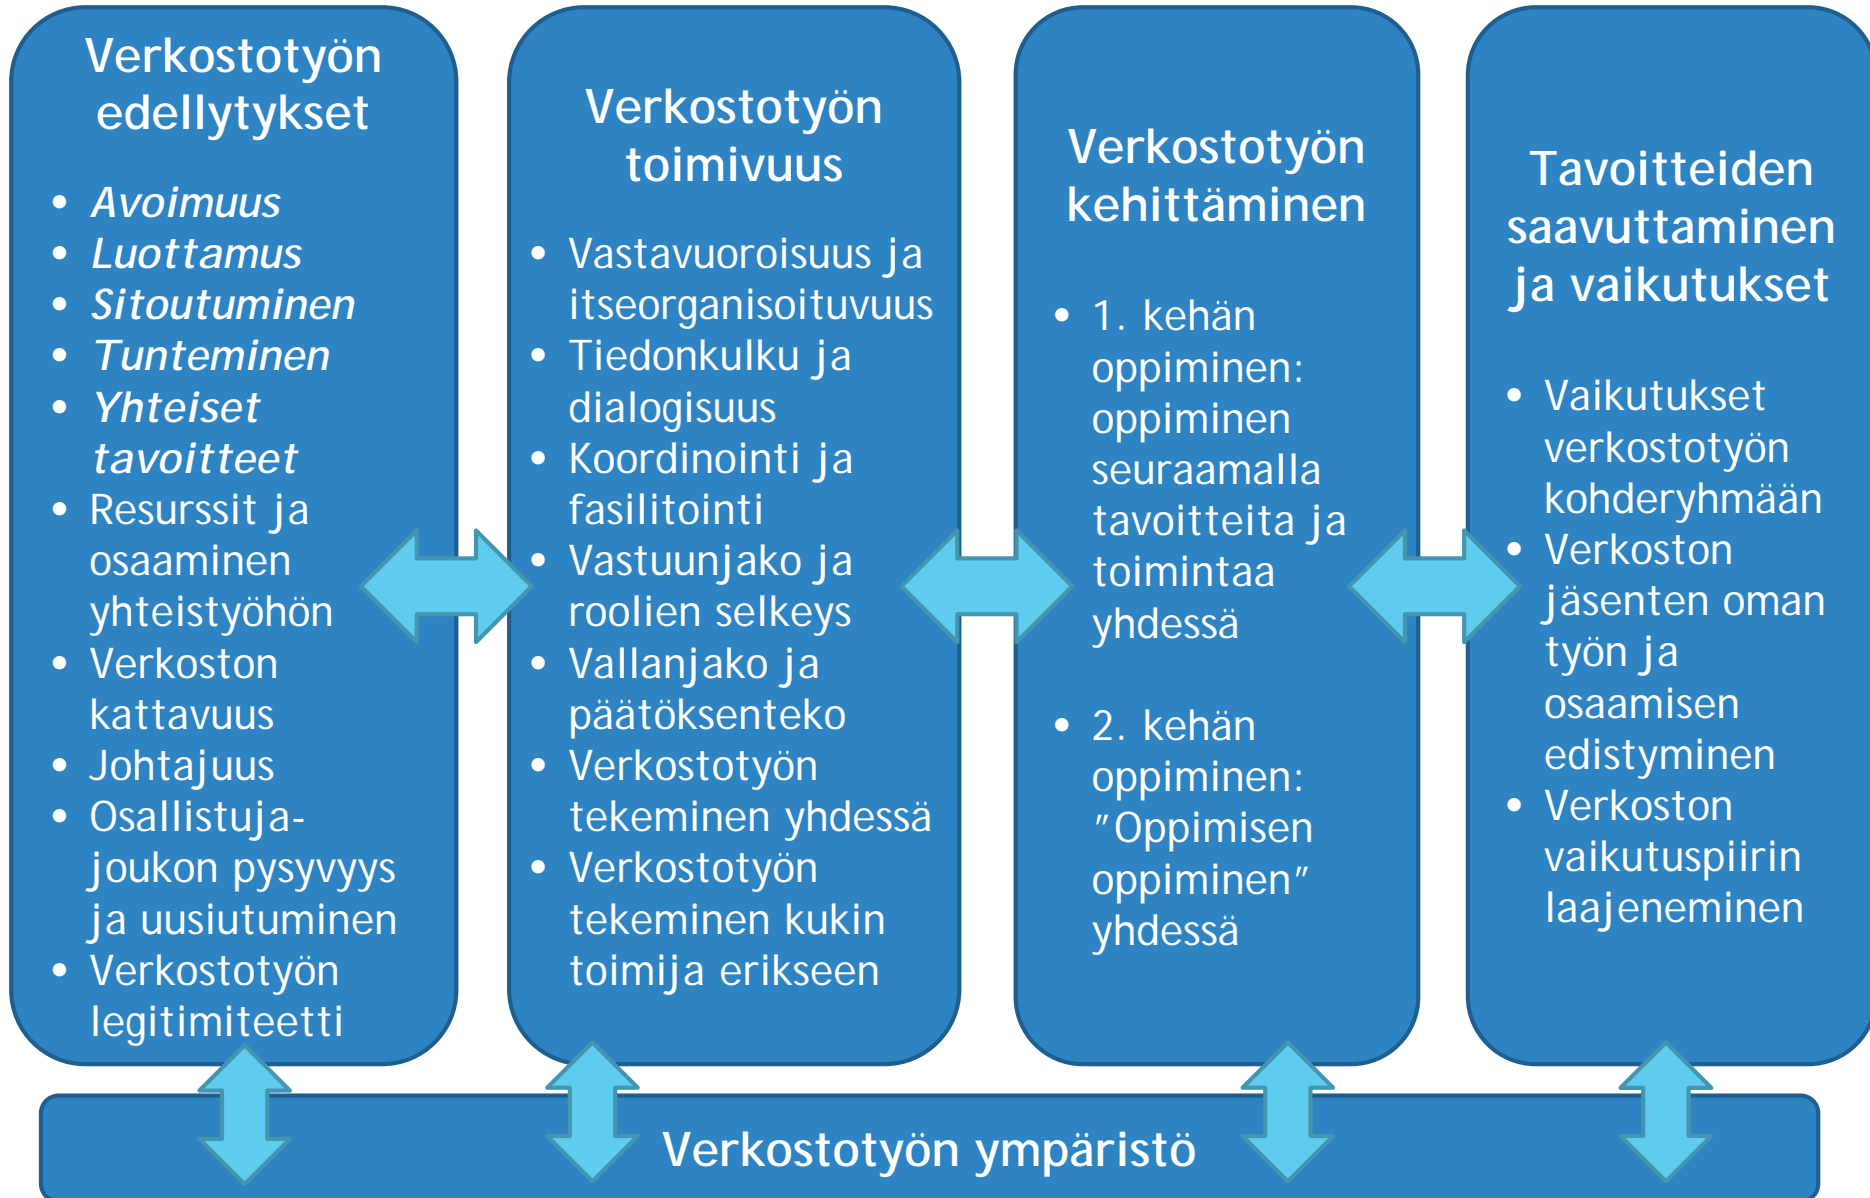 Verkostotyön
edellytykset
• Avoimuus
• Luottamus
• Sitoutuminen
• Tunteminen
• Yhteiset
tavoitteet
• Resurssit ja
osaaminen
yhteistyöhön
• Verkoston
kattavuus
• Johtajuus
• Osallistuja-
joukon pysyvyys
ja uusiutuminen
• Verkostotyön
legitimiteetti
Verkostotyön
toimivuus
• Vastavuoroisuus ja
itseorganisoituvuus
• Tiedonkulku ja
dialogisuus
• Koordinointi ja
fasilitointi
• Vastuunjako ja
roolien selkeys
• Vallanjako ja
päätöksenteko
• Verkostotyön
tekeminen yhdessä
• Verkostotyön
tekeminen kukin
toimija erikseen
Verkostotyön
kehittäminen
• 1. kehän
oppiminen:
oppiminen
seuraamalla
tavoitteita ja
toimintaa
yhdessä
• 2. kehän
oppiminen:
"Oppimisen
oppiminen"
yhdessä
Tavoitteiden
saavuttaminen
ja vaikutukset
• Vaikutukset
verkostotyön
kohderyhmään
• Verkoston
jäsenten oman
työn ja
osaamisen
edistyminen
• Verkoston
vaikutuspiirin
laajeneminen
Verkostotyön ympäristö